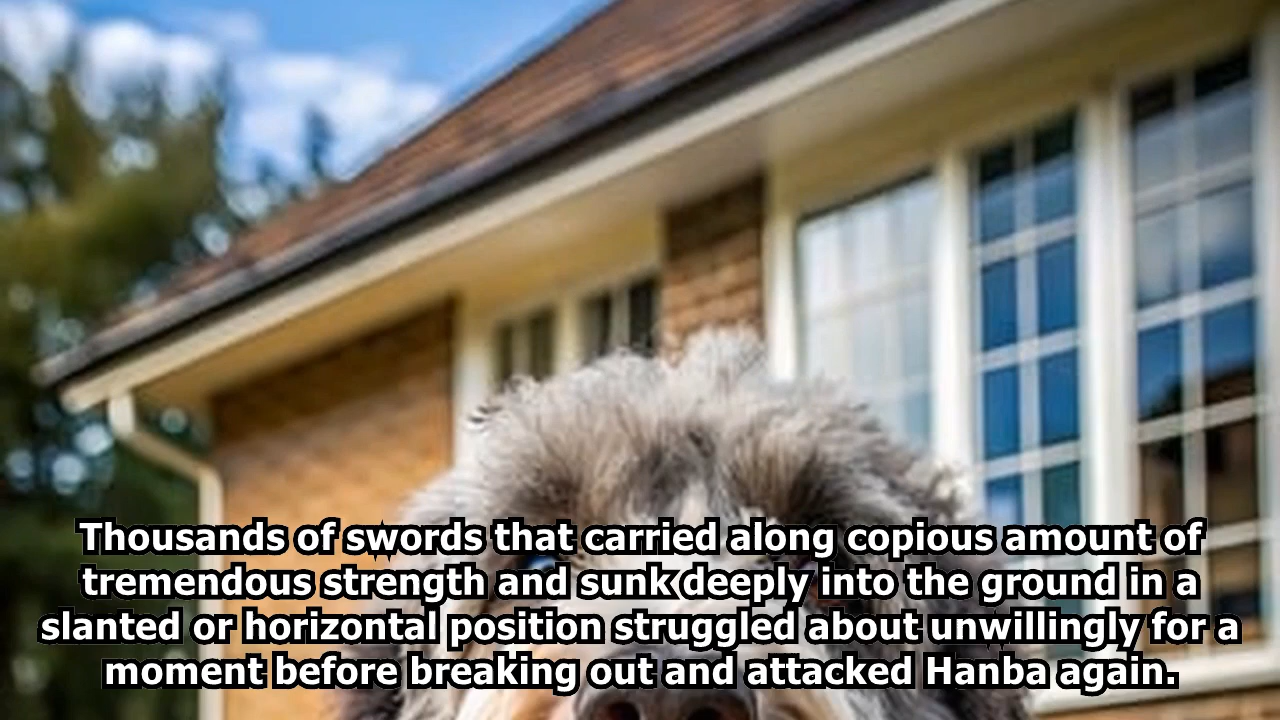 Thousands of swords that carried along copious amount of
tremendous strength and sunk deeply into the ground in a
slanted or horizontal position struggled about unwillingly for a
moment before breaking out and attacked Hanba again.